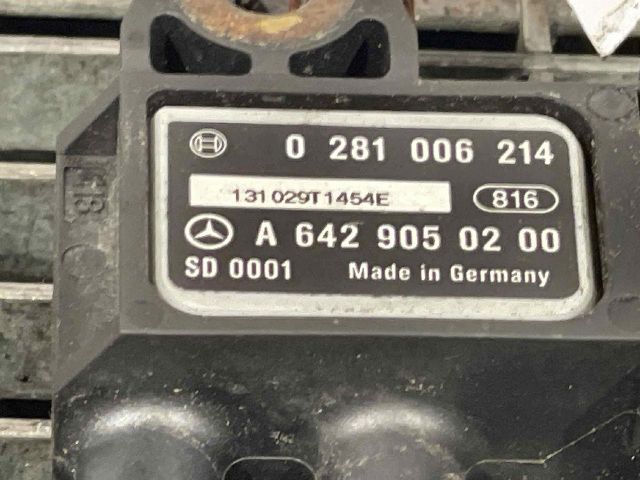 0 281 006 214
131029T1454E
816
A 642 905 02 00
SD 0001 Made in Germany